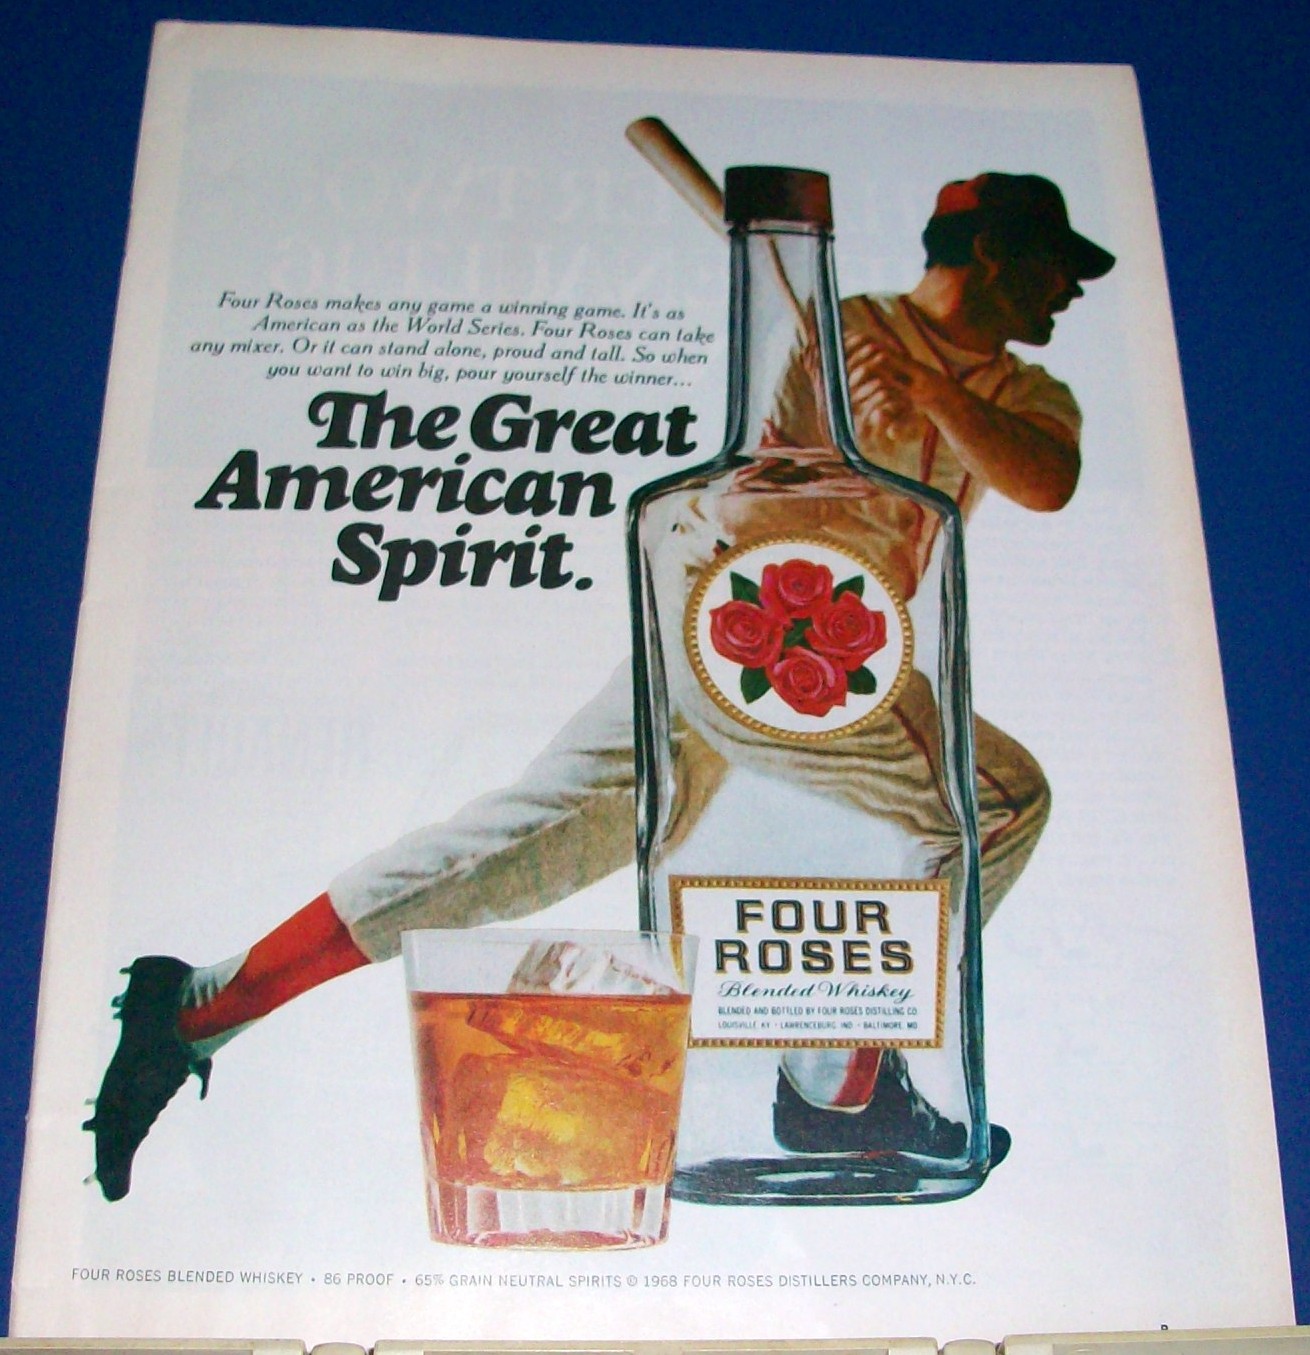 Four Roses makes any game a winning game. It's as
American as the World Series. Four Roses can take
any mixer. Or it can stand alone, proud and tall. So when
you want to win big, pour yourself the winner...
The Great
American
Spirit.
FOUR
ROSES
Blended Whiskey
BLENDED AND BOTTLED BY FOUR ROSES DISTILLING CO.
LOUISVILLE KY · LAWRENCEBURG IND · BALTIMORE MD
FOUR ROSES BLENDED WHISKEY • 86 PROOF • 65% GRAIN NEUTRAL SPIRITS © 1968 FOUR ROSES DISTILLERS COMPANY, N.Y.C.